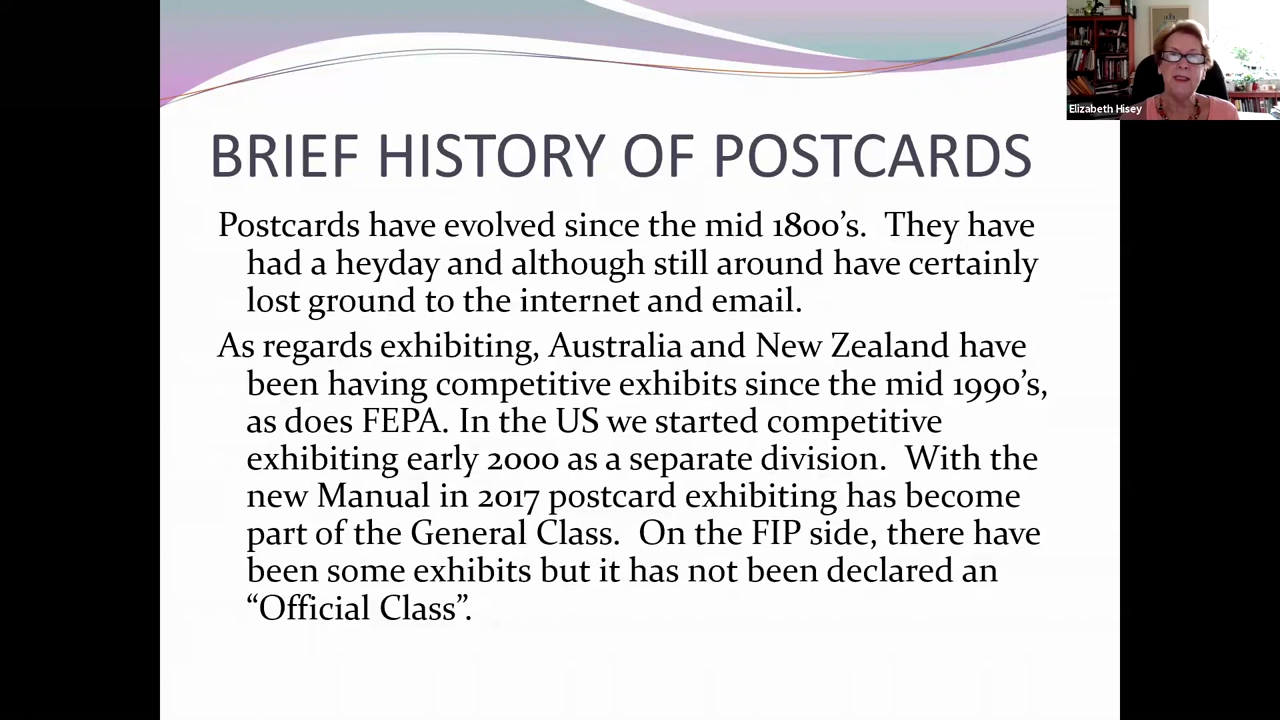 Elizabeth Hisey
BRIEF HISTORY OF POSTCARDS
Postcards have evolved since the mid 1800’s.  They have
had a heyday and although still around have certainly
lost ground to the internet and email.
As regards exhibiting, Australia and New Zealand have
been having competitive exhibits since the mid 1990’s,
as does FEPA. In the US we started competitive
exhibiting early 2000 as a separate division.  With the
new Manual in 2017 postcard exhibiting has become
part of the General Class.  On the FIP side, there have
been some exhibits but it has not been declared an
“Official Class”.